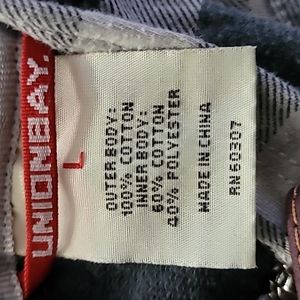 UNIONBAY.
L
OUTER BODY:
100% COTTON
INNER BODY:
60% COTTON
40% POLYESTER
MADE IN CHINA
RN 60307